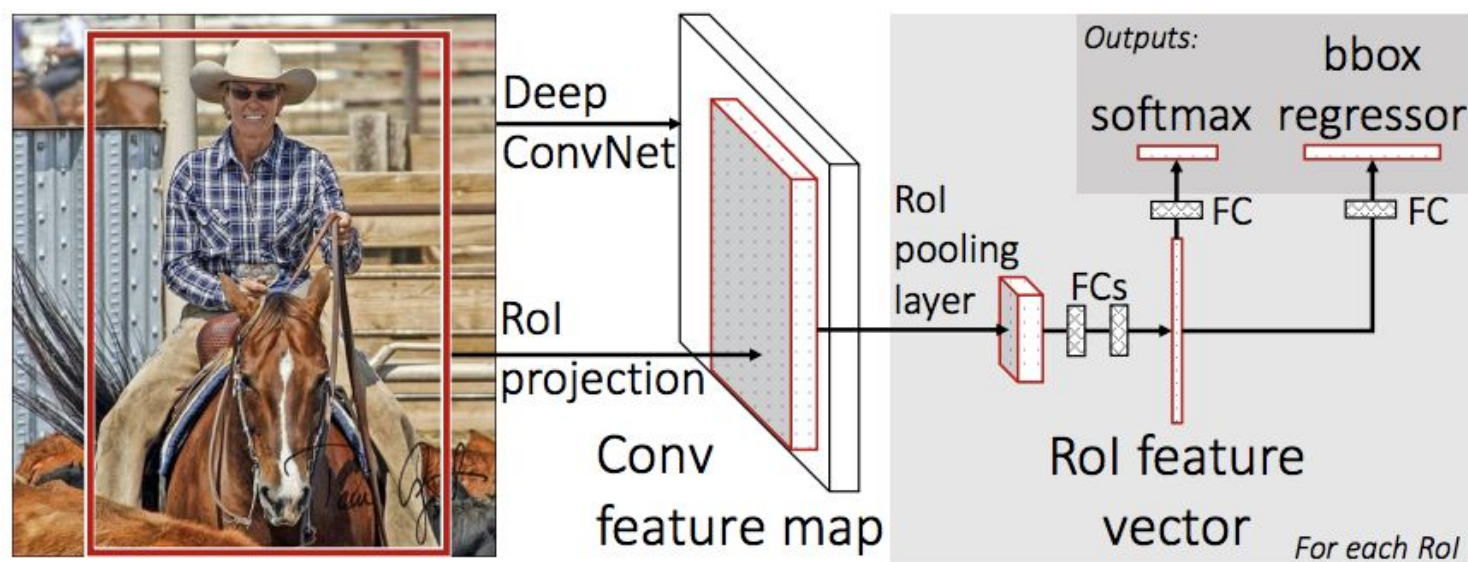 Deep
ConvNet
RoI
projection
Conv
feature map
RoI
pooling
layer
FCs
Outputs:
softmax
bbox
regressor
FC
FC
RoI feature
vector
For each RoI